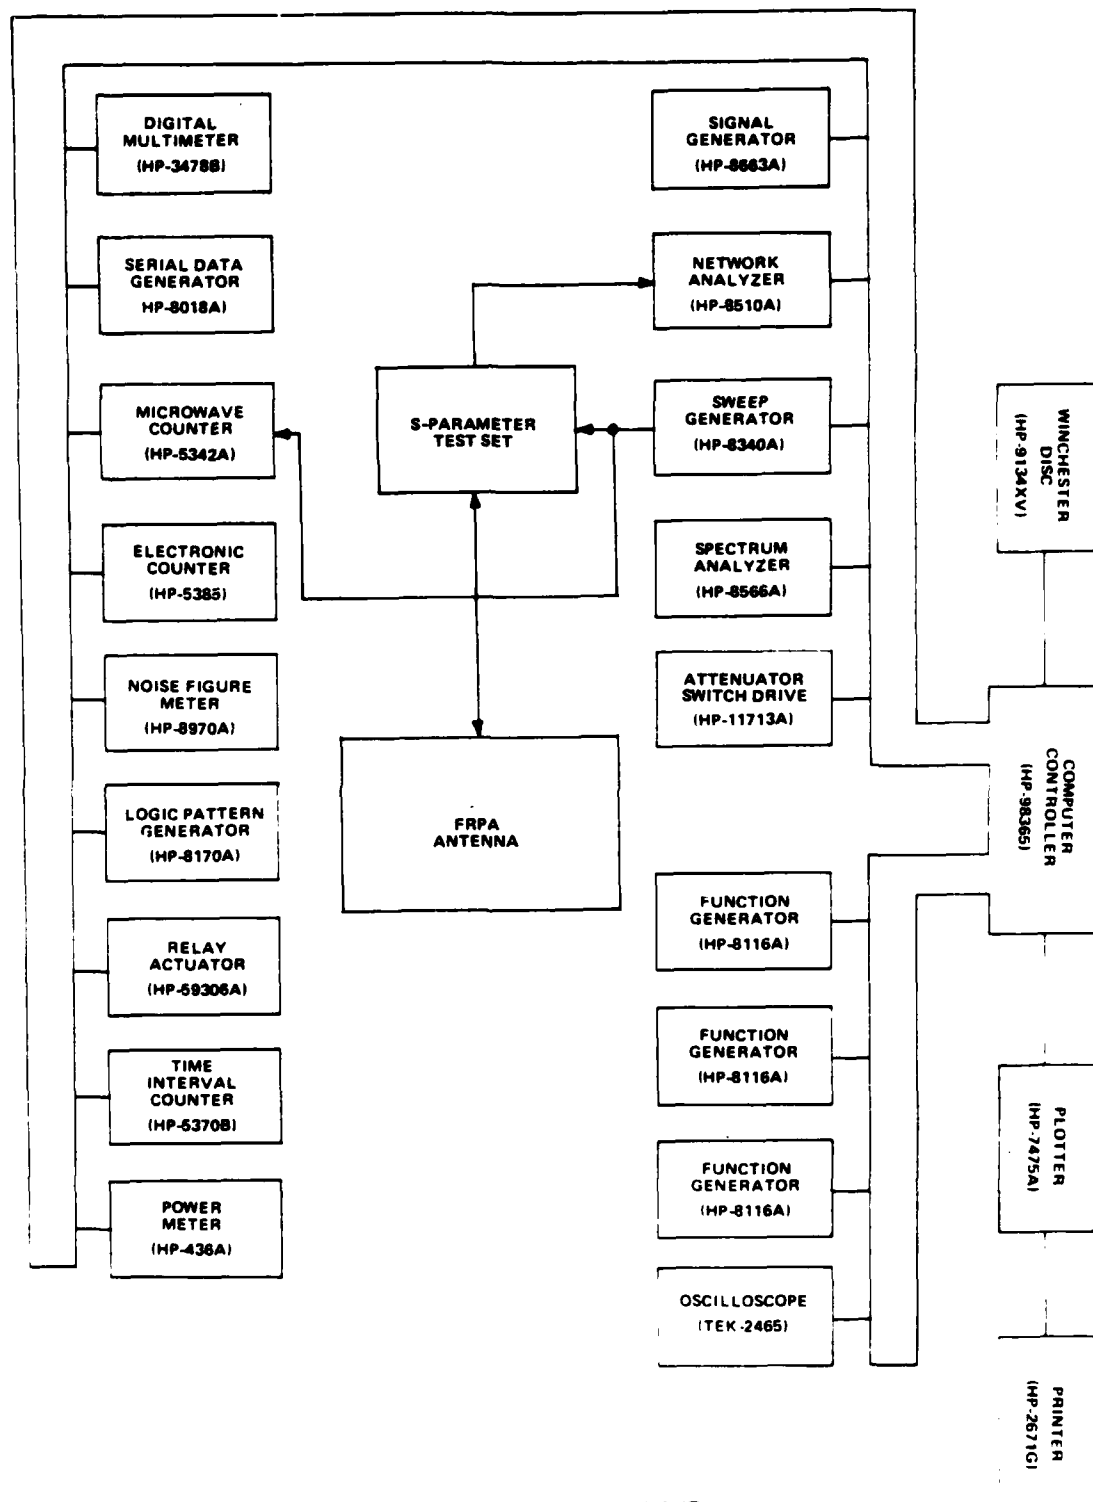 DIGITAL
MULTIMETER
(HP-3478B)
SERIAL DATA
GENERATOR
HP-8018A)
MICROWAVE
COUNTER
(HP-5342A)
ELECTRONIC
COUNTER
(HP-5385)
NOISE FIGURE
METER
(HP-8970A)
LOGIC PATTERN
GENERATOR
(HP-8170A)
RELAY
ACTUATOR
(HP-59306A)
TIME
INTERVAL
COUNTER
(HP-5370B)
POWER
METER
(HP-436A)
S-PARAMETER
TEST SET
FRPA
ANTENNA
SIGNAL
GENERATOR
(HP-8663A)
NETWORK
ANALYZER
(HP-8510A)
SWEEP
GENERATOR
(HP-8340A)
SPECTRUM
ANALYZER
(HP-8566A)
ATTENUATOR
SWITCH DRIVE
(HP-11713A)
FUNCTION
GENERATOR
(HP-8116A)
FUNCTION
GENERATOR
(HP-8116A)
FUNCTION
GENERATOR
(HP-8116A)
OSCILLOSCOPE
(TEK-2465)
WINCHESTER
DISC
(HP-9134XV)
COMPUTER
CONTROLLER
(HP-98365)
PLOTTER
(HP-7475A)
PRINTER
(HP-2671G)